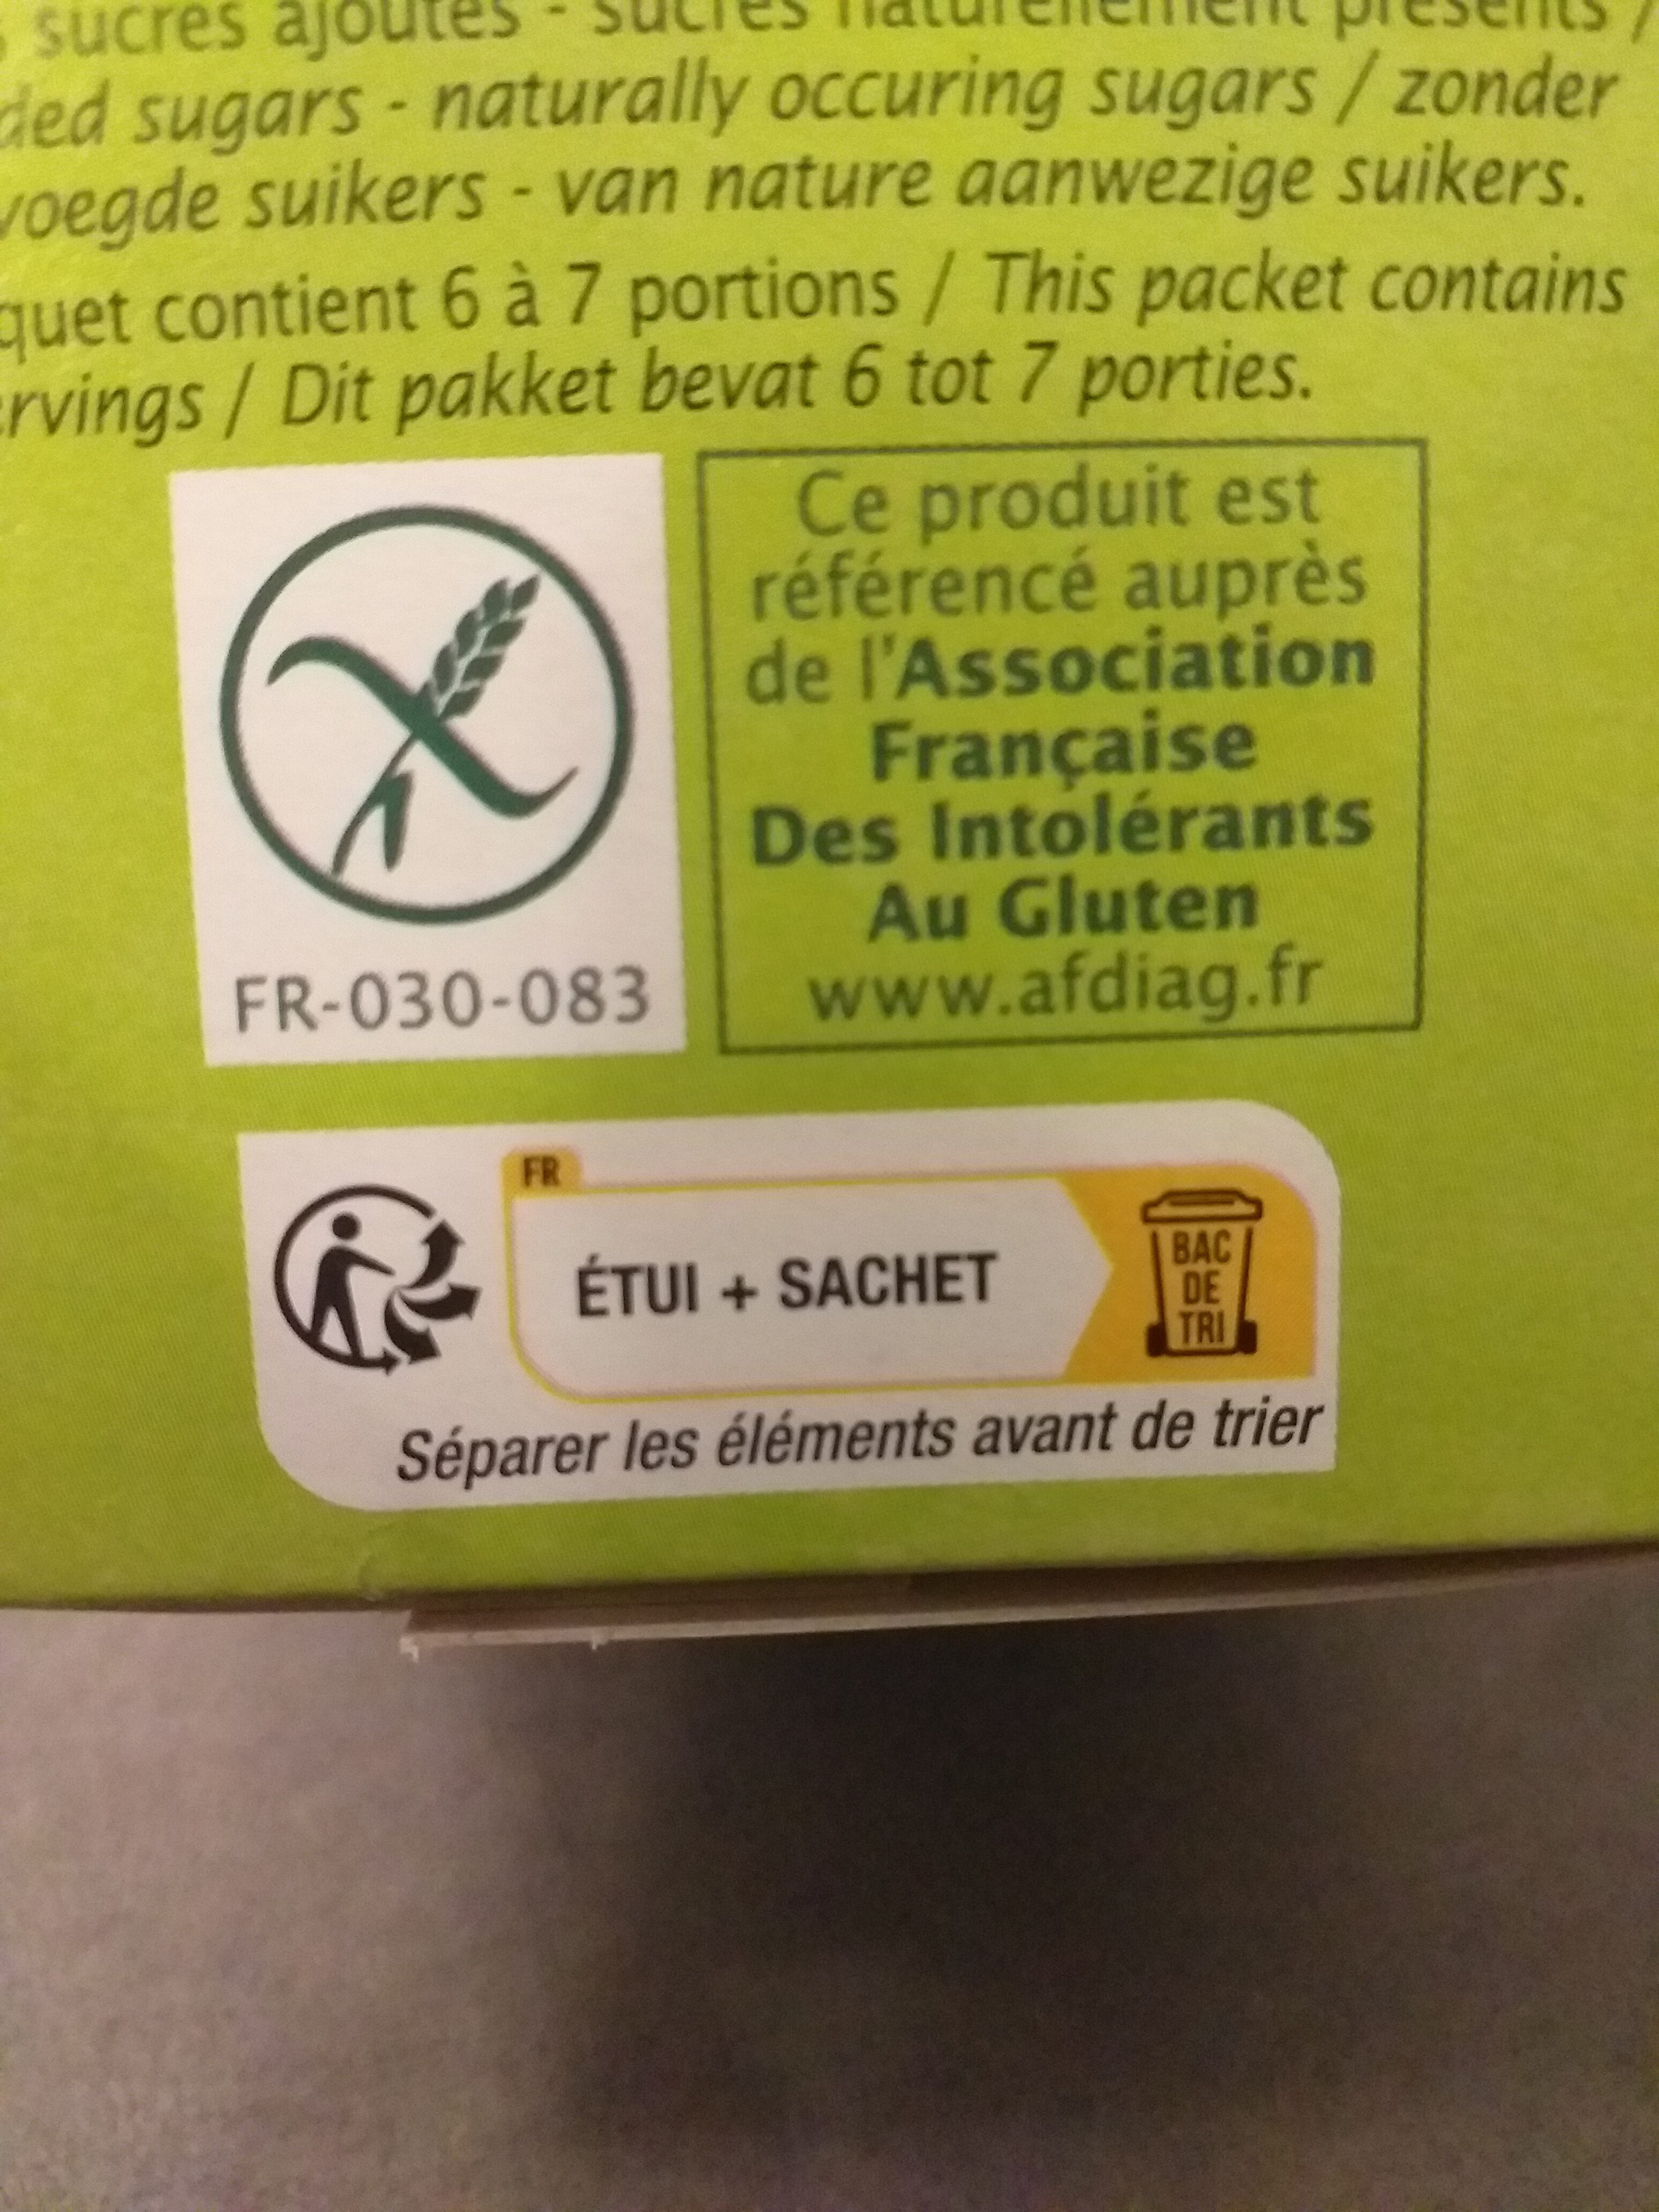 sucres ajoutés - sucres naturellement présents /
ded sugars - naturally occuring sugars / zonder
voegde suikers - van nature aanwezige suikers.
quet contient 6 à 7 portions / This packet contains
ervings / Dit pakket bevat 6 tot 7 porties.
FR-030-083
Ce produit est
référencé auprès
de l'Association
Française
Des Intolérants
Au Gluten
www.afdiag.fr
FR
ÉTUI + SACHET
BAC
DE
TRI
Séparer les éléments avant de trier